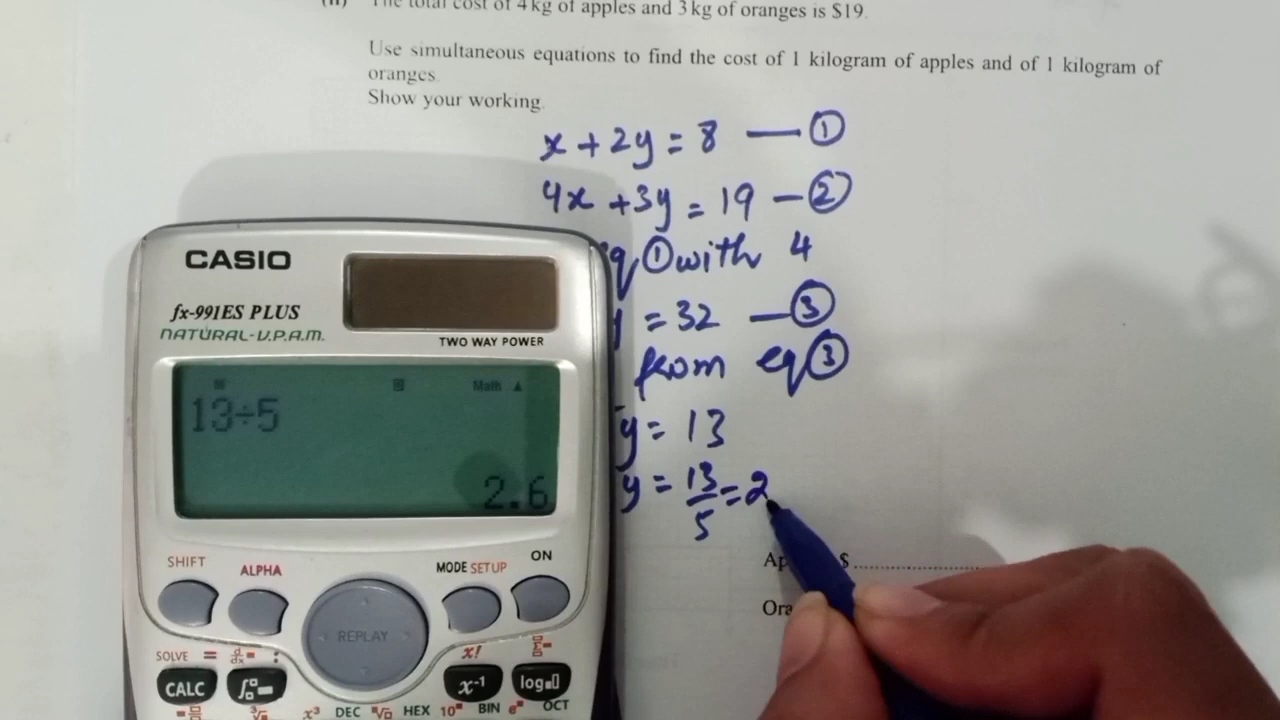 (ii) The total cost of 4 kg of apples and 3 kg of oranges is $19.
Use simultaneous equations to find the cost of 1 kilogram of apples and of 1 kilogram of
oranges.
Show your working.
x + 2y = 8 — ①
4x + 3y = 19 — ②
eq ① with 4
y = 32 — ③
from eq ③
y = 13
y = 13/5 = 2
$ ....................
CASIO
fx-991ES PLUS
NATURAL-V.P.A.M.
TWO WAY POWER
Math ▲
13÷5
2.6
SHIFT ALPHA MODE SETUP ON
REPLAY
SOLVE = d/dx : x!
CALC ∫ x⁻¹ log
x³ DEC HEX 10 BIN e OCT